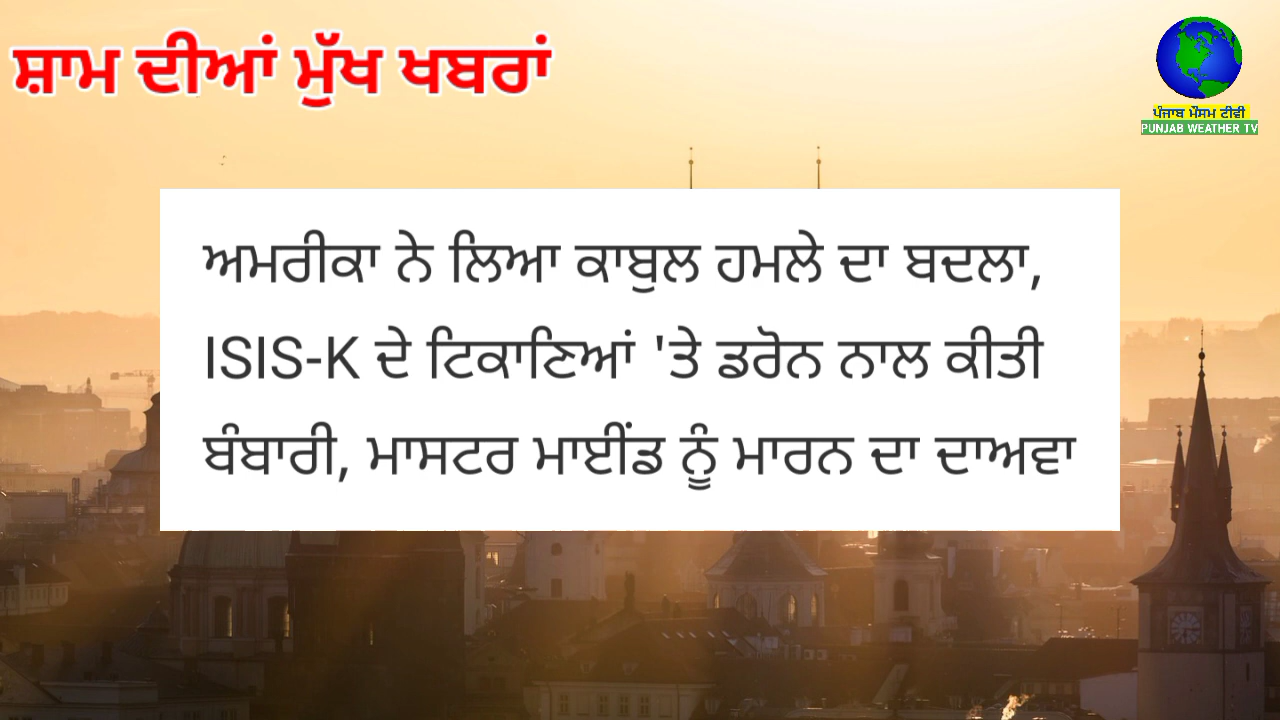 ਸ਼ਾਮ ਦੀਆਂ ਮੁੱਖ ਖਬਰਾਂ
ਪੰਜਾਬ ਮੌਸਮ ਟੀਵੀ
PUNJAB WEATHER TV
ਅਮਰੀਕਾ ਨੇ ਲਿਆ ਕਾਬੁਲ ਹਮਲੇ ਦਾ ਬਦਲਾ,
ISIS-K ਦੇ ਟਿਕਾਣਿਆਂ 'ਤੇ ਡਰੋਨ ਨਾਲ ਕੀਤੀ
ਬੰਬਾਰੀ, ਮਾਸਟਰ ਮਾਈਂਡ ਨੂੰ ਮਾਰਨ ਦਾ ਦਾਅਵਾ